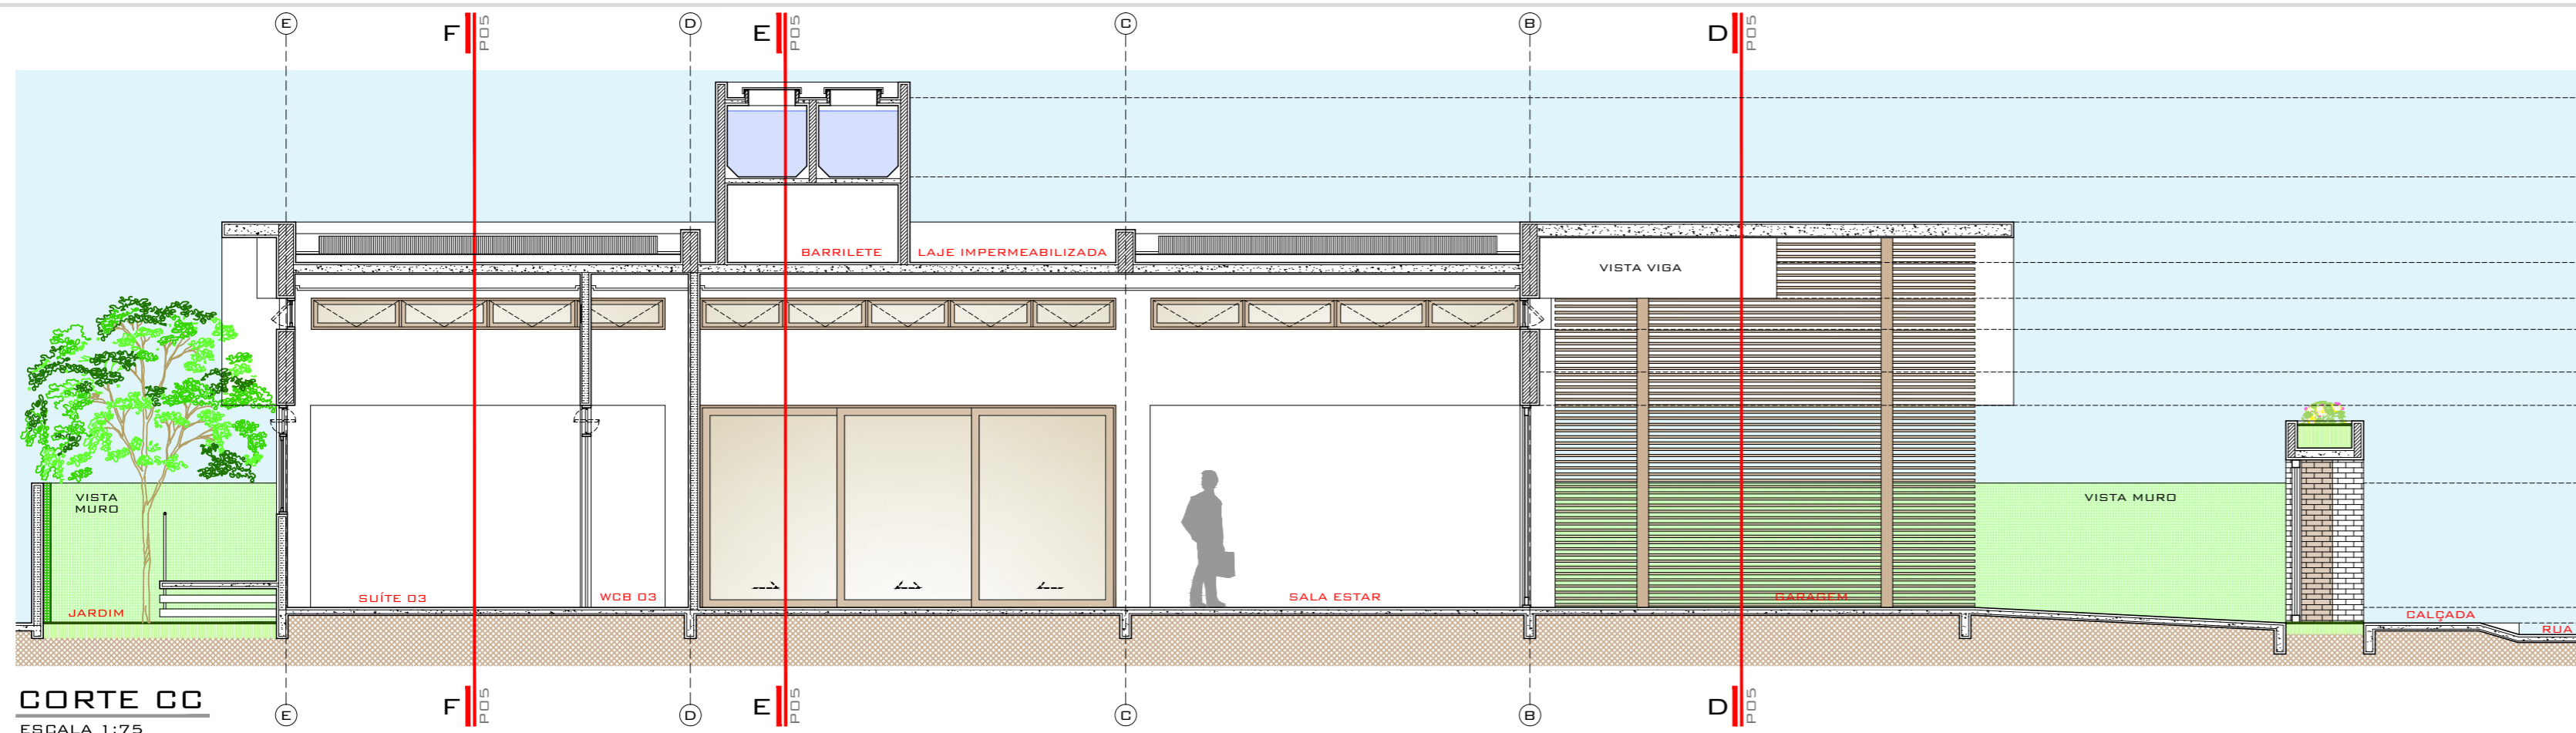 E
F
P05
D
E
P05
C
B
D
P05
BARRILETE
LAJE IMPERMEABILIZADA
VISTA VIGA
VISTA
MURO
VISTA MURO
JARDIM
SUÍTE 03
WCB 03
SALA ESTAR
GARAGEM
CALÇADA
RUA
CORTE CC
ESCALA 1:75
E
F
P05
D
E
P05
C
B
D
P05